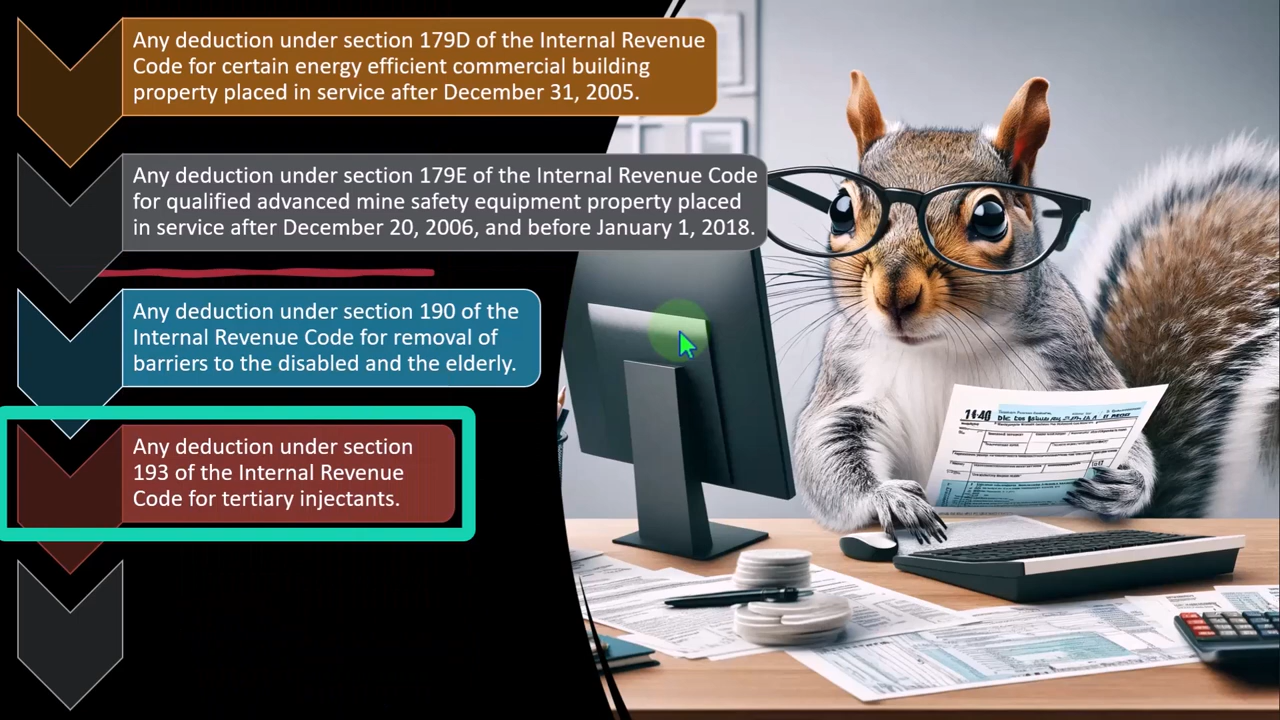 Any deduction under section 179D of the Internal Revenue
Code for certain energy efficient commercial building
property placed in service after December 31, 2005.
Any deduction under section 179E of the Internal Revenue Code
for qualified advanced mine safety equipment property placed
in service after December 20, 2006, and before January 1, 2018.
Any deduction under section 190 of the
Internal Revenue Code for removal of
barriers to the disabled and the elderly.
Any deduction under section
193 of the Internal Revenue
Code for tertiary injectants.